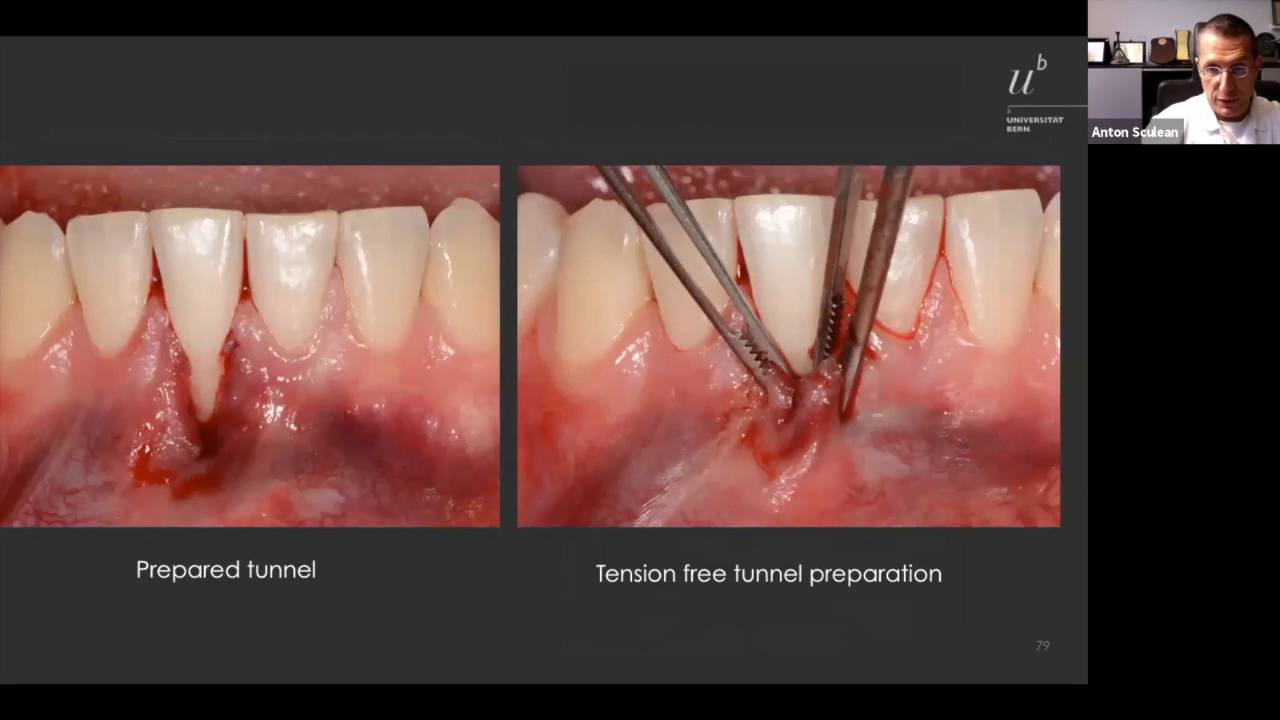 u b
b
UNIVERSITÄT
BERN
Anton Sculean
Prepared tunnel
Tension free tunnel preparation
79